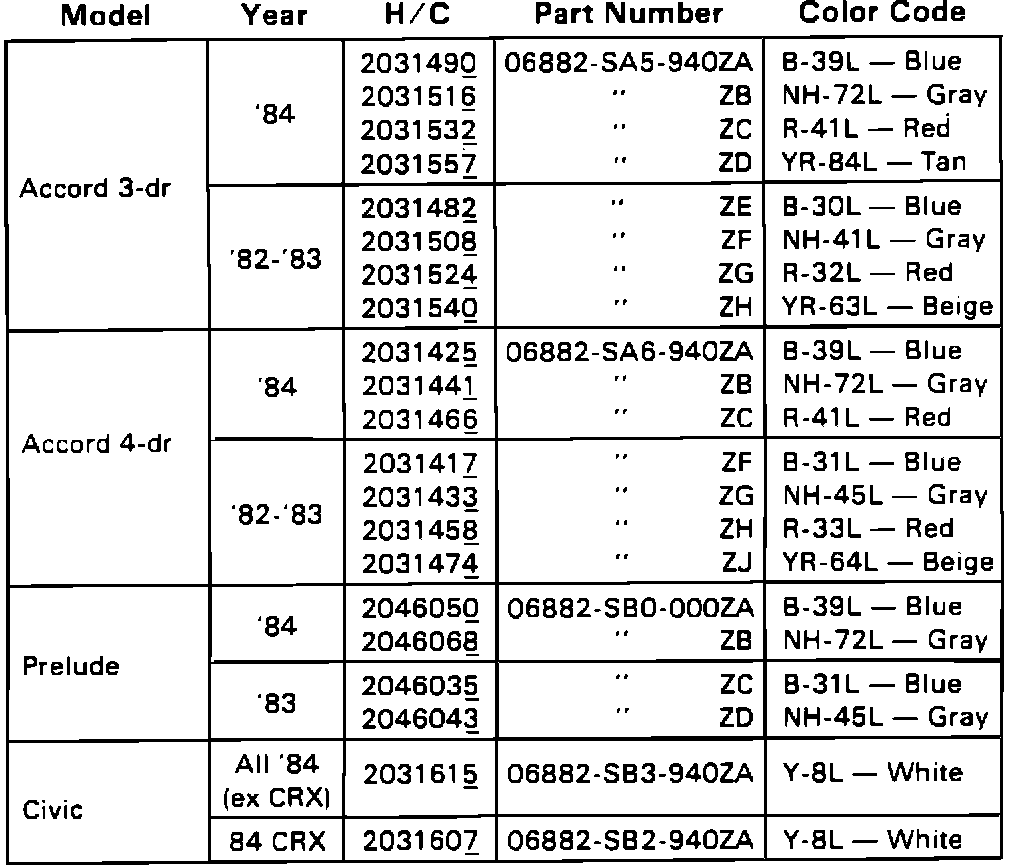 Model Year H/C Part Number Color Code
2031490 06882-SA5-940ZA B-39L — Blue
2031516 " ZB NH-72L — Gray
'84
2031532 " ZC R-41L — Red
2031557 " ZD YR-84L — Tan
Accord 3-dr
2031482 " ZE B-30L — Blue
2031508 " ZF NH-41L — Gray
'82-'83
2031524 " ZG R-32L — Red
2031540 " ZH YR-63L — Beige
2031425 06882-SA6-940ZA B-39L — Blue
'84 2031441 " ZB NH-72L — Gray
2031466 " ZC R-41L — Red
Accord 4-dr
2031417 " ZF B-31L — Blue
2031433 " ZG NH-45L — Gray
'82-'83
2031458 " ZH R-33L — Red
2031474 " ZJ YR-64L — Beige
2046050 06882-SB0-000ZA B-39L — Blue
'84
2046068 " ZB NH-72L — Gray
Prelude
2046035 " ZC B-31L — Blue
'83
2046043 " ZD NH-45L — Gray
All '84
2031615 06882-SB3-940ZA Y-8L — White
(ex CRX)
Civic
84 CRX 2031607 06882-SB2-940ZA Y-8L — White